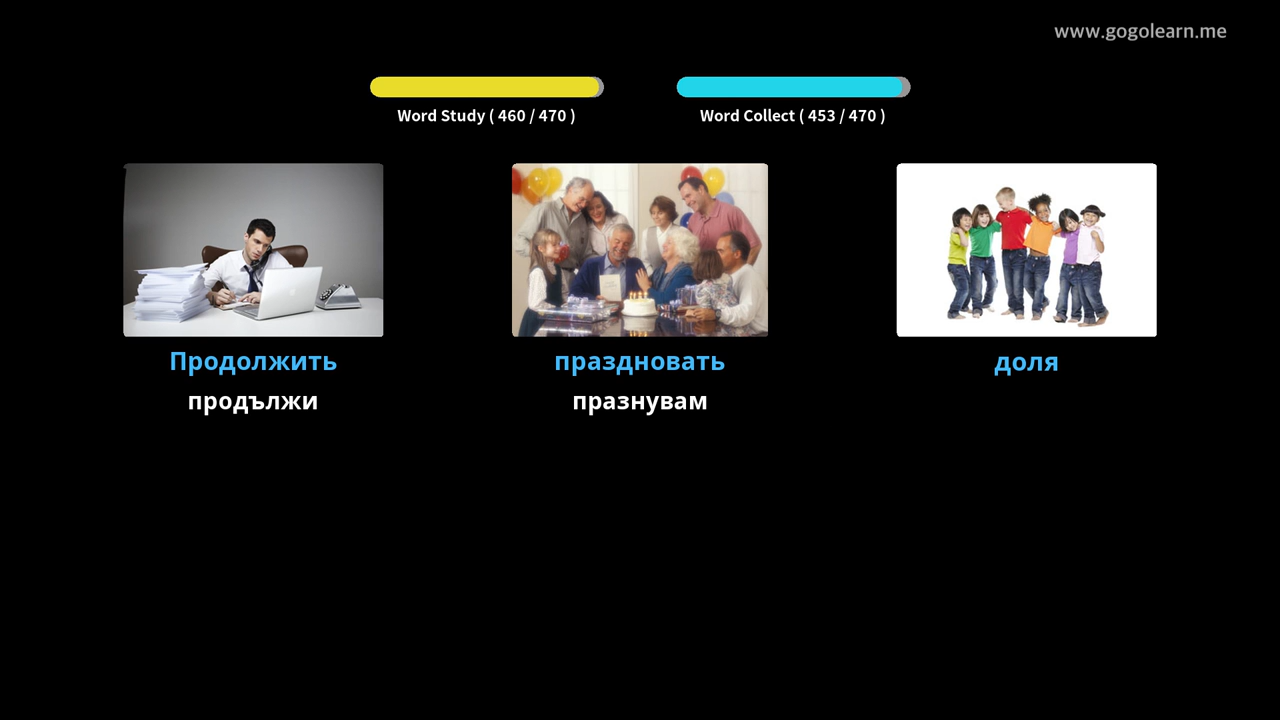 www.gogolearn.me
Word Study ( 460 / 470 )
Word Collect ( 453 / 470 )
Продолжить
праздновать
доля
продължи
празнувам